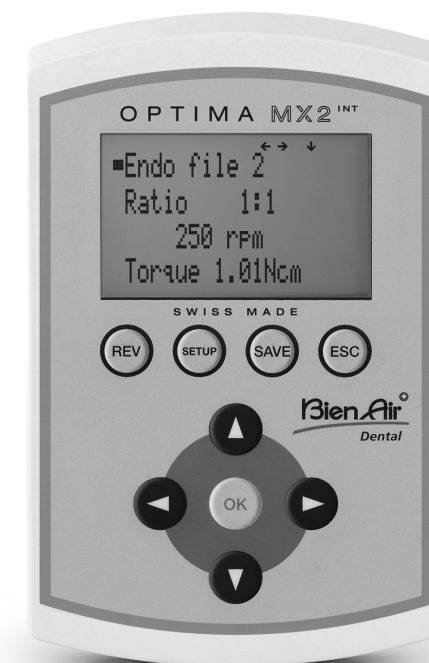 OPTIMA MX2 INT
← → ↓
Endo file 2
Ratio 1:1
250 rpm
Torque 1.01Ncm
SWISS MADE
REV SETUP SAVE ESC
Bien Air
Dental
OK